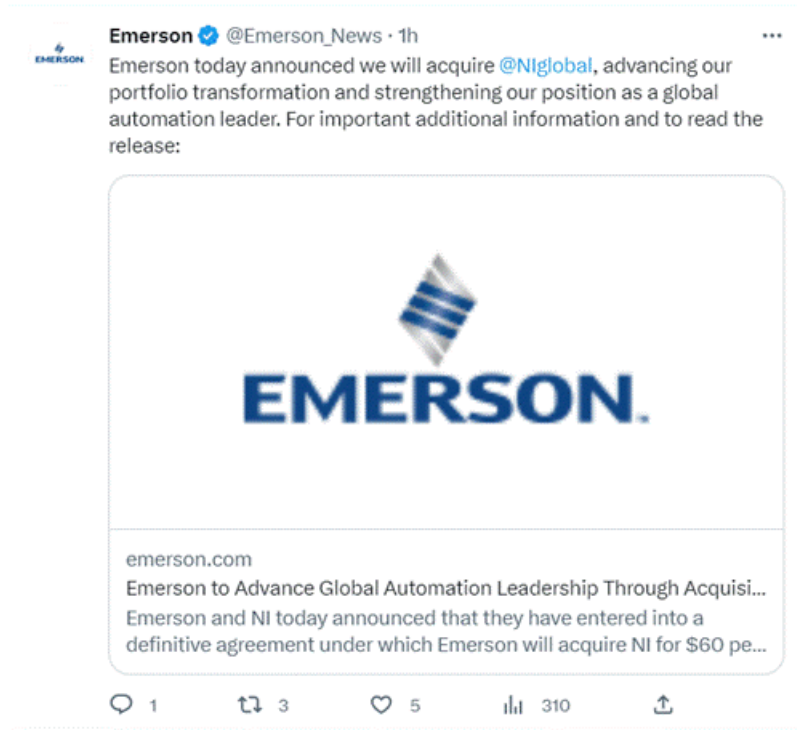 Emerson @Emerson_News · 1h
EMERSON
Emerson today announced we will acquire @NIglobal, advancing our
portfolio transformation and strengthening our position as a global
automation leader. For important additional information and to read the
release:
EMERSON.
emerson.com
Emerson to Advance Global Automation Leadership Through Acquisi...
Emerson and NI today announced that they have entered into a
definitive agreement under which Emerson will acquire NI for $60 pe...
1 3 5 310